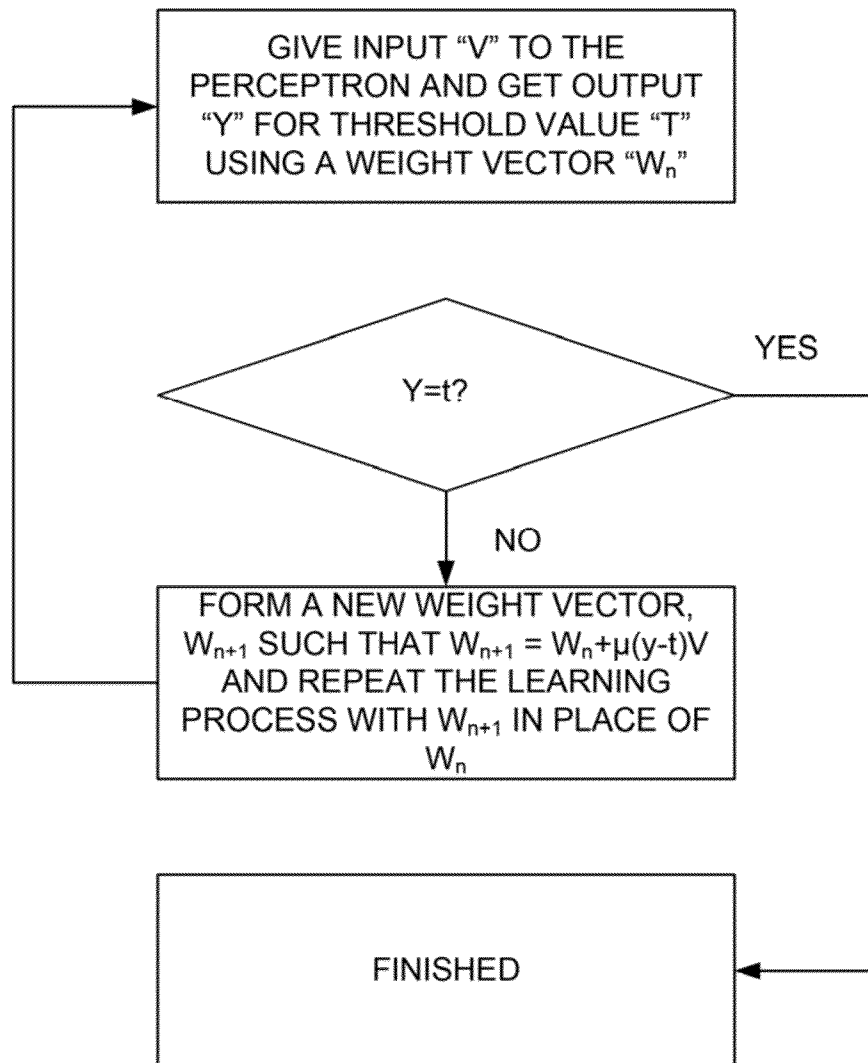 GIVE INPUT “V” TO THE
PERCEPTRON AND GET OUTPUT
“Y” FOR THRESHOLD VALUE “T”
USING A WEIGHT VECTOR “Wₙ”
YES
Y=t?
NO
FORM A NEW WEIGHT VECTOR,
Wₙ₊₁ SUCH THAT Wₙ₊₁ = Wₙ+μ(y-t)V
AND REPEAT THE LEARNING
PROCESS WITH Wₙ₊₁ IN PLACE OF
Wₙ
FINISHED